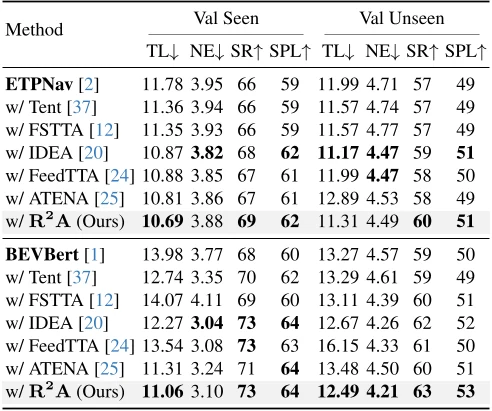 Method Val Seen Val Unseen
TL↓ NE↓ SR↑ SPL↑ TL↓ NE↓ SR↑ SPL↑
ETPNav [2] 11.78 3.95 66 59 11.99 4.71 57 49
w/ Tent [37] 11.36 3.94 66 59 11.57 4.74 57 49
w/ FSTTA [12] 11.35 3.93 66 59 11.57 4.77 57 49
w/ IDEA [20] 10.87 3.82 68 62 11.17 4.47 59 51
w/ FeedTTA [24] 10.88 3.85 67 61 11.99 4.47 58 50
w/ ATENA [25] 10.81 3.86 67 61 12.89 4.53 58 49
w/ R²A (Ours) 10.69 3.88 69 62 11.31 4.49 60 51
BEVBert [1] 13.98 3.77 68 60 13.27 4.57 59 50
w/ Tent [37] 12.74 3.35 70 62 13.29 4.61 59 49
w/ FSTTA [12] 14.07 4.11 69 60 13.11 4.39 60 51
w/ IDEA [20] 12.27 3.04 73 64 12.67 4.26 62 52
w/ FeedTTA [24] 13.54 3.08 73 63 16.15 4.33 61 50
w/ ATENA [25] 11.31 3.24 71 64 13.48 4.50 60 51
w/ R²A (Ours) 11.06 3.10 73 64 12.49 4.21 63 53